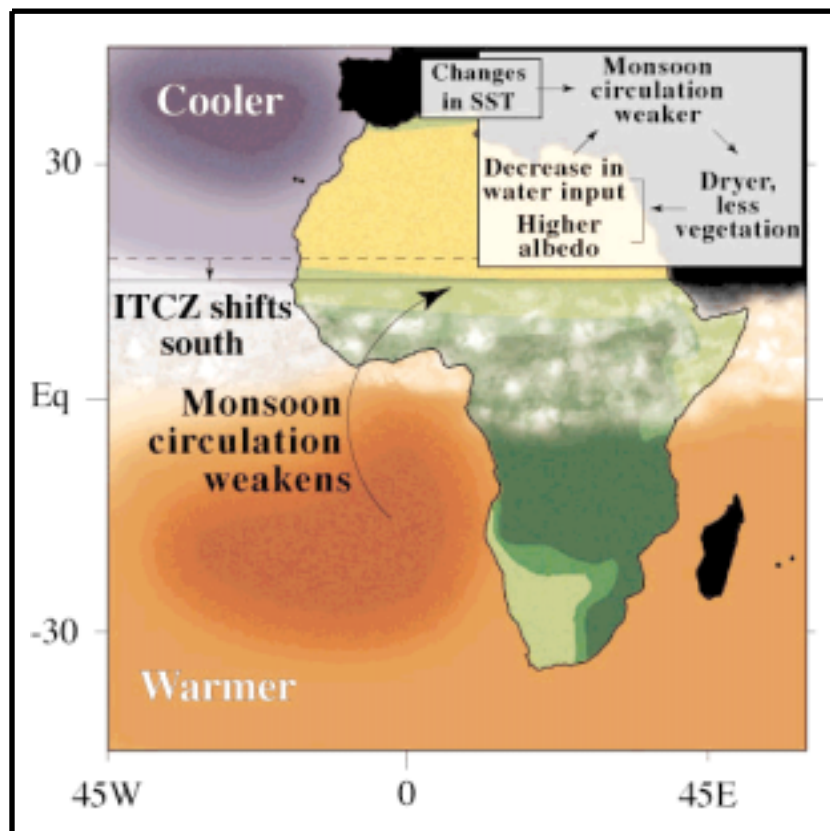 Cooler
Changes
in SST
Monsoon
circulation
weaker
Decrease in
water input
Higher
albedo
Dryer,
less
vegetation
30
ITCZ shifts
south
Eq
Monsoon
circulation
weakens
-30
Warmer
45W
0
45E